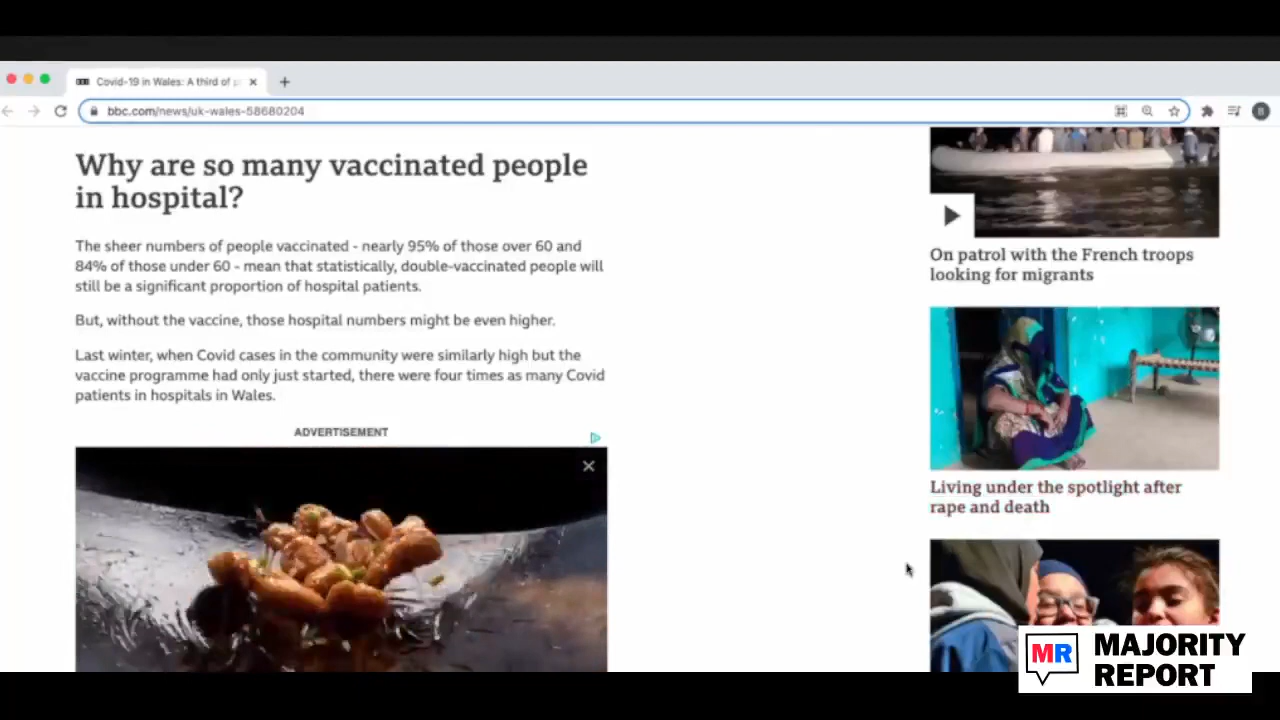 Covid-19 in Wales: A third of p
bbc.com/news/uk-wales-58680204
Why are so many vaccinated people
in hospital?
The sheer numbers of people vaccinated - nearly 95% of those over 60 and
84% of those under 60 - mean that statistically, double-vaccinated people will
still be a significant proportion of hospital patients.
But, without the vaccine, those hospital numbers might be even higher.
Last winter, when Covid cases in the community were similarly high but the
vaccine programme had only just started, there were four times as many Covid
patients in hospitals in Wales.
ADVERTISEMENT
On patrol with the French troops
looking for migrants
Living under the spotlight after
rape and death
MR
MAJORITY
REPORT